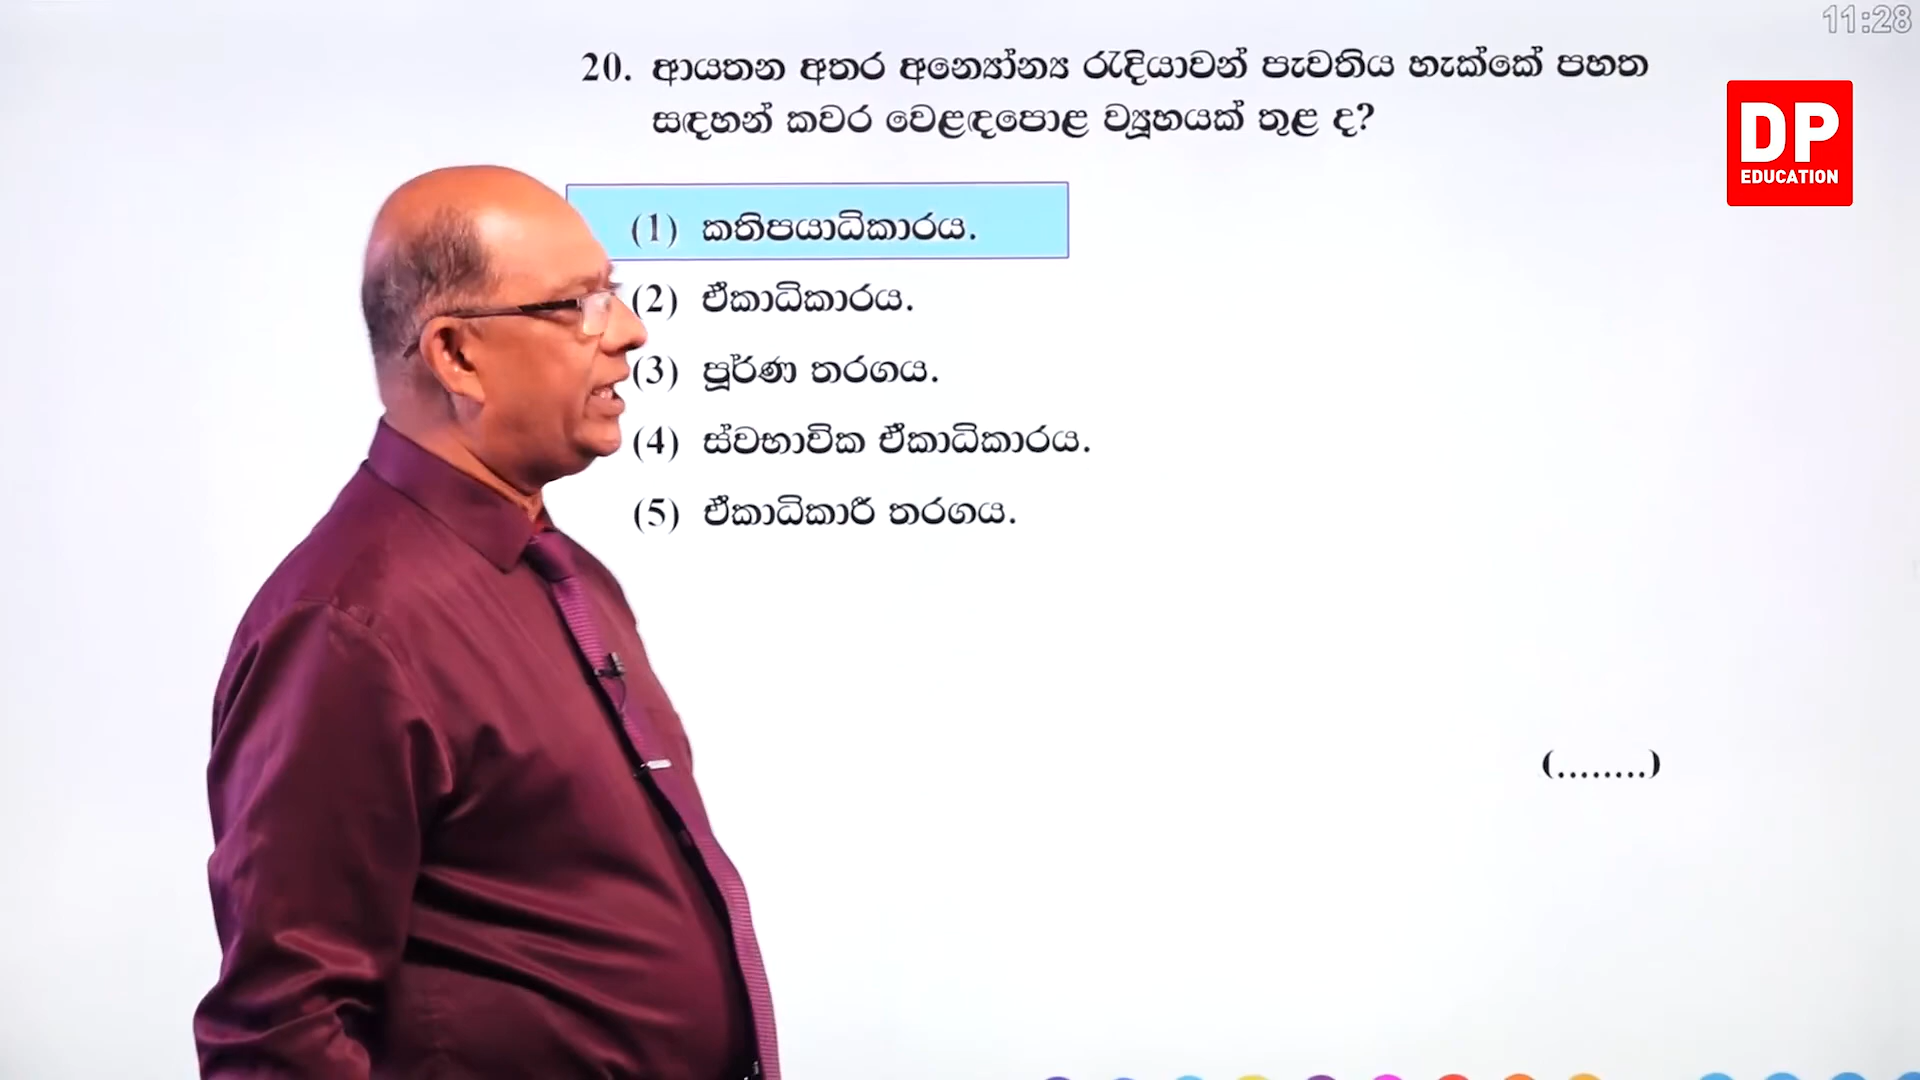 11:28
20. ආයතන අතර අන්‍යෝන්‍ය රැදියාවන් පැවතිය හැක්කේ පහත
සඳහන් කවර වෙළඳපොළ ව්‍යූහයක් තුළ ද?
DP
EDUCATION
(1) කතිපයාධිකාරය.
(2) ඒකාධිකාරය.
(3) පූර්ණ තරගය.
(4) ස්වභාවික ඒකාධිකාරය.
(5) ඒකාධිකාරී තරගය.
(........)